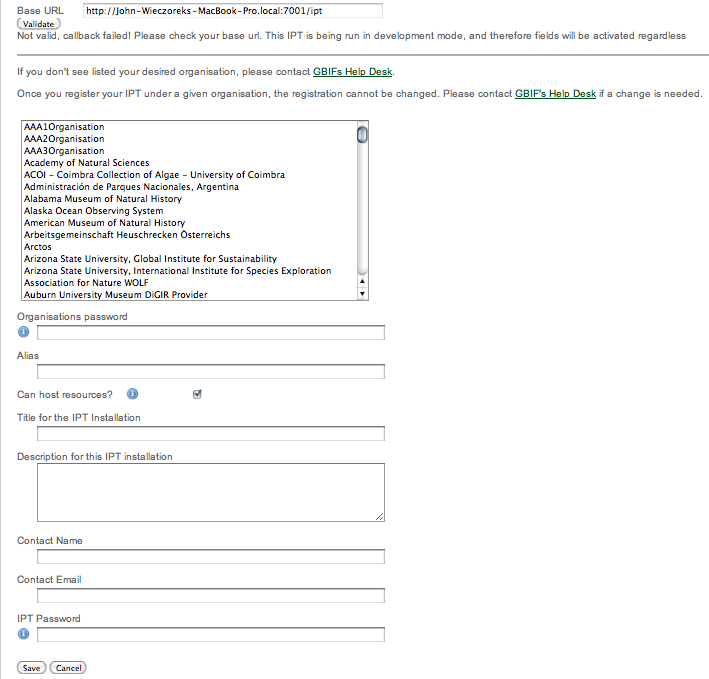 Base URL http://John-Wieczoreks-MacBook-Pro.local:7001/ipt
Validate
Not valid, callback failed! Please check your base url. This IPT is being run in development mode, and therefore fields will be activated regardless
If you don't see listed your desired organisation, please contact GBIFs Help Desk.
Once you register your IPT under a given organisation, the registration cannot be changed. Please contact GBIF's Help Desk if a change is needed.
AAA1Organisation
AAA2Organisation
AAA3Organisation
Academy of Natural Sciences
ACOI - Coimbra Collection of Algae - University of Coimbra
Administración de Parques Nacionales, Argentina
Alabama Museum of Natural History
Alaska Ocean Observing System
American Museum of Natural History
Arbeitsgemeinschaft Heuschrecken Österreichs
Arctos
Arizona State University, Global Institute for Sustainability
Arizona State University, International Institute for Species Exploration
Association for Nature WOLF
Auburn University Museum DiGIR Provider
Organisations password
Alias
Can host resources?
Title for the IPT Installation
Description for this IPT installation
Contact Name
Contact Email
IPT Password
Save Cancel